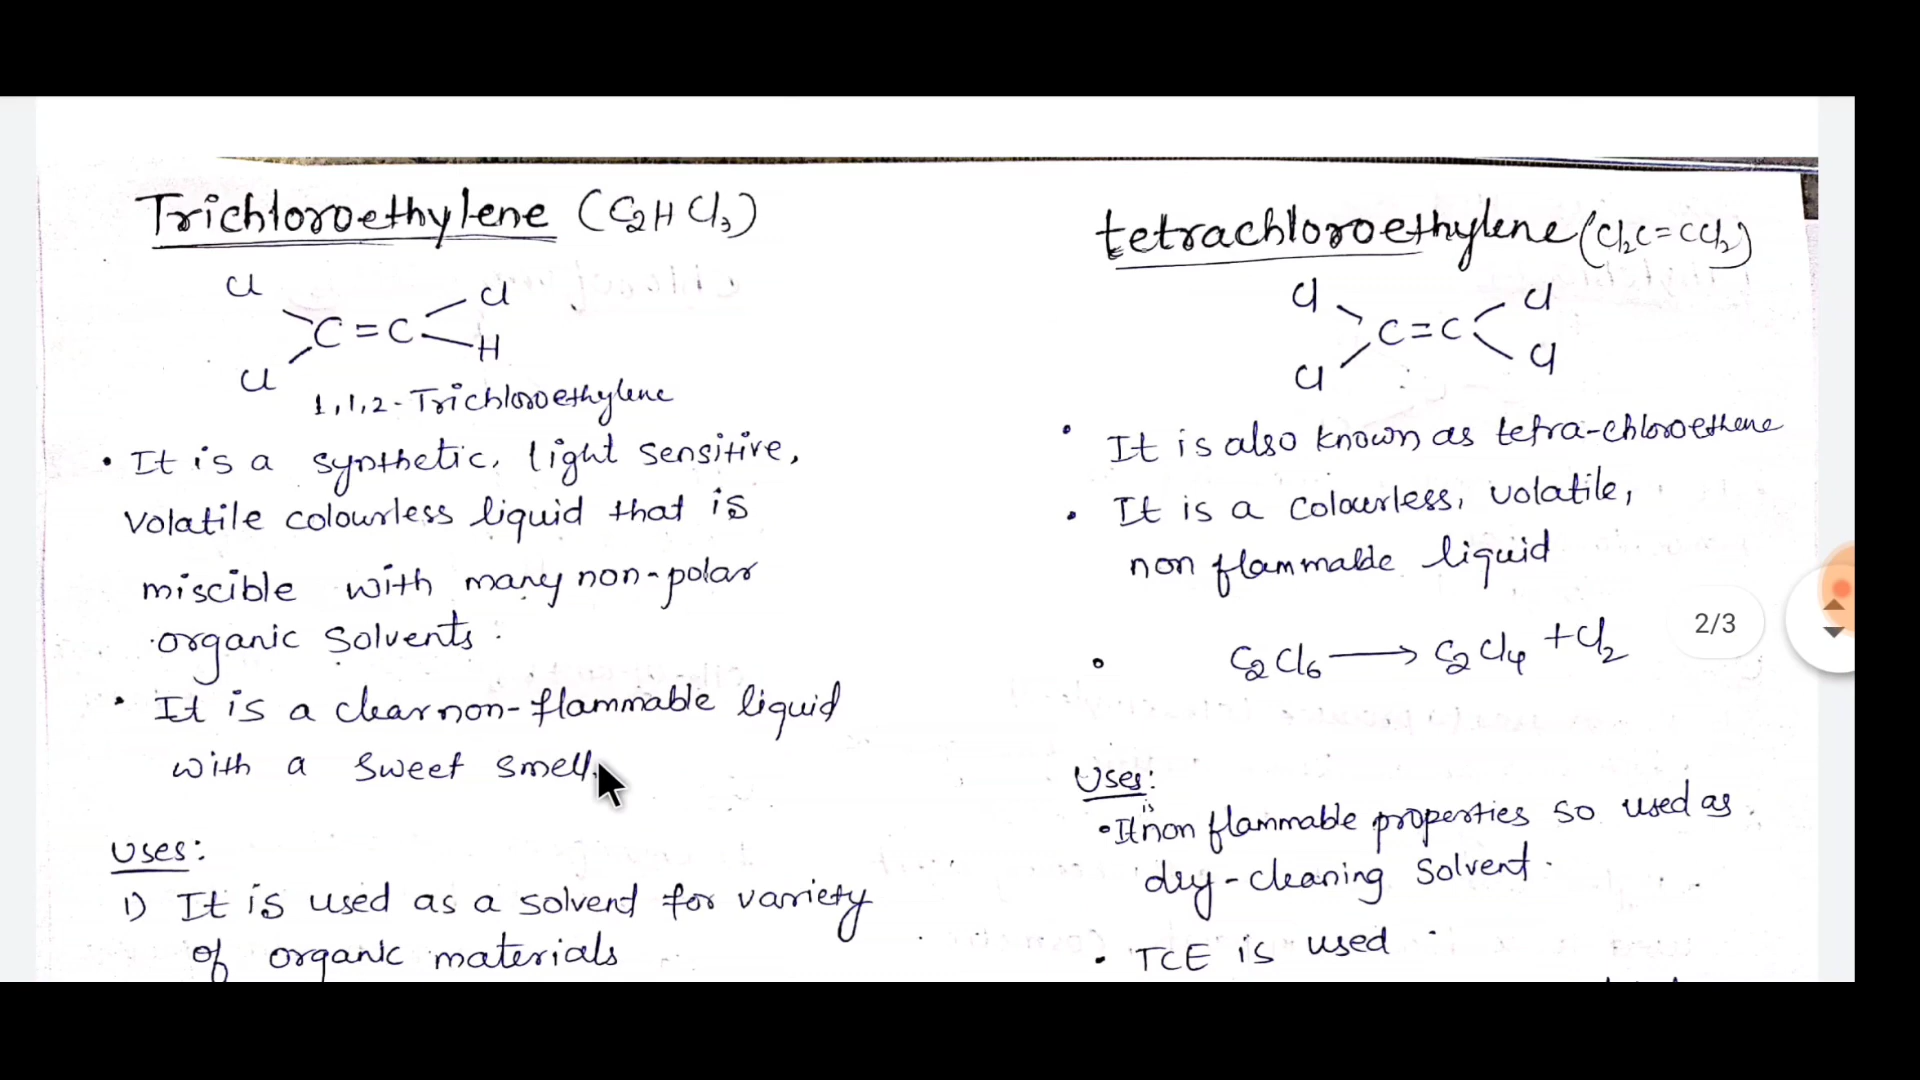 Trichloroethylene (C2HCl3)
Cl
Cl
C=C
H
Cl
1,1,2-Trichloroethylene
• It is a synthetic, light sensitive,
volatile colourless liquid that is
miscible with many non-polar
organic solvents.
• It is a clear non-flammable liquid
with a sweet smell.
Uses:
1) It is used as a solvent for variety
of organic materials
tetrachloroethylene (Cl2C=CCl2)
Cl
Cl
C=C
Cl
Cl
• It is also known as tetra-chloroethene
• It is a colourless, volatile,
non flammable liquid
• C2Cl6 → C2Cl4 + Cl2
Uses:
is
• It non flammable properties so used as
dry-cleaning solvent.
• TCE is used
2/3